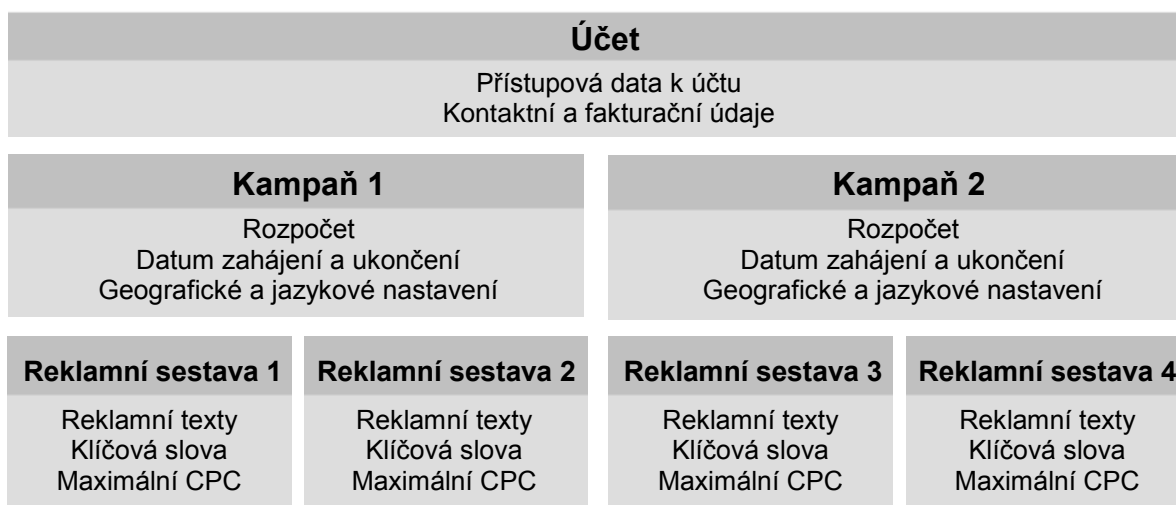 Účet
Přístupová data k účtu
Kontaktní a fakturační údaje
Kampaň 1
Rozpočet
Datum zahájení a ukončení
Geografické a jazykové nastavení
Kampaň 2
Rozpočet
Datum zahájení a ukončení
Geografické a jazykové nastavení
Reklamní sestava 1
Reklamní texty
Klíčová slova
Maximální CPC
Reklamní sestava 2
Reklamní texty
Klíčová slova
Maximální CPC
Reklamní sestava 3
Reklamní texty
Klíčová slova
Maximální CPC
Reklamní sestava 4
Reklamní texty
Klíčová slova
Maximální CPC